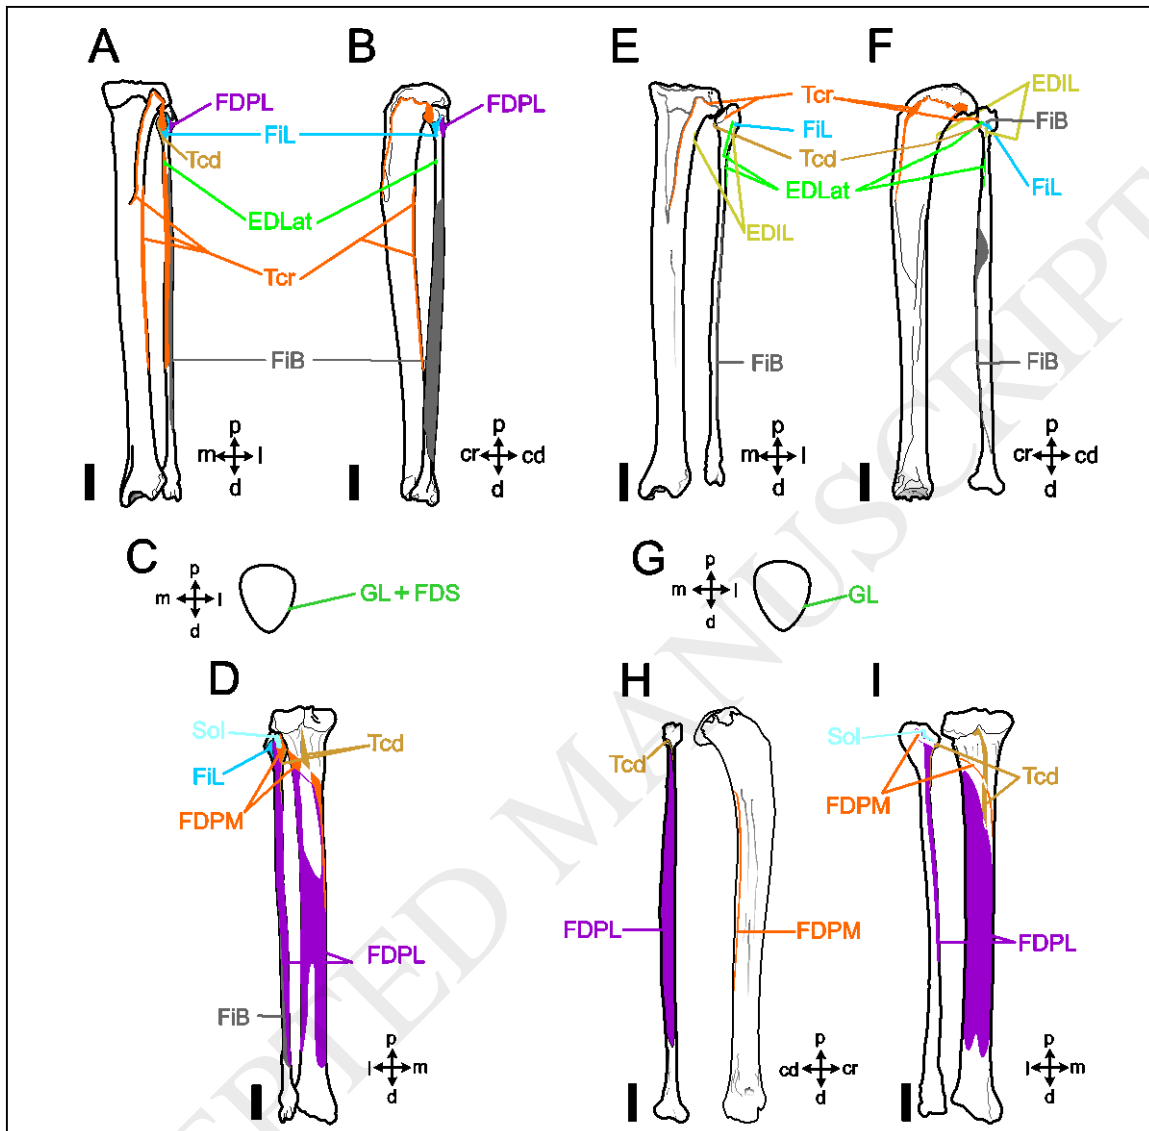 A
B
E
F
FDPL
FDPL
FiL
Tcd
EDLat
Tcr
FiB
Tcr
EDIL
FiB
FiL
Tcd
FiL
EDLat
EDIL
FiB
FiB
p
m l
d
p
cr cd
d
p
m l
d
p
cr cd
d
C
p
m l
d
GL + FDS
G
p
m l
d
GL
D
H
I
Sol
Tcd
FiL
FDPM
FDPL
FiB
p
l m
d
Tcd
FDPL
FDPM
p
cd cr
d
Sol
Tcd
FDPM
FDPL
p
l m
d
PTED MANUSCRIPT